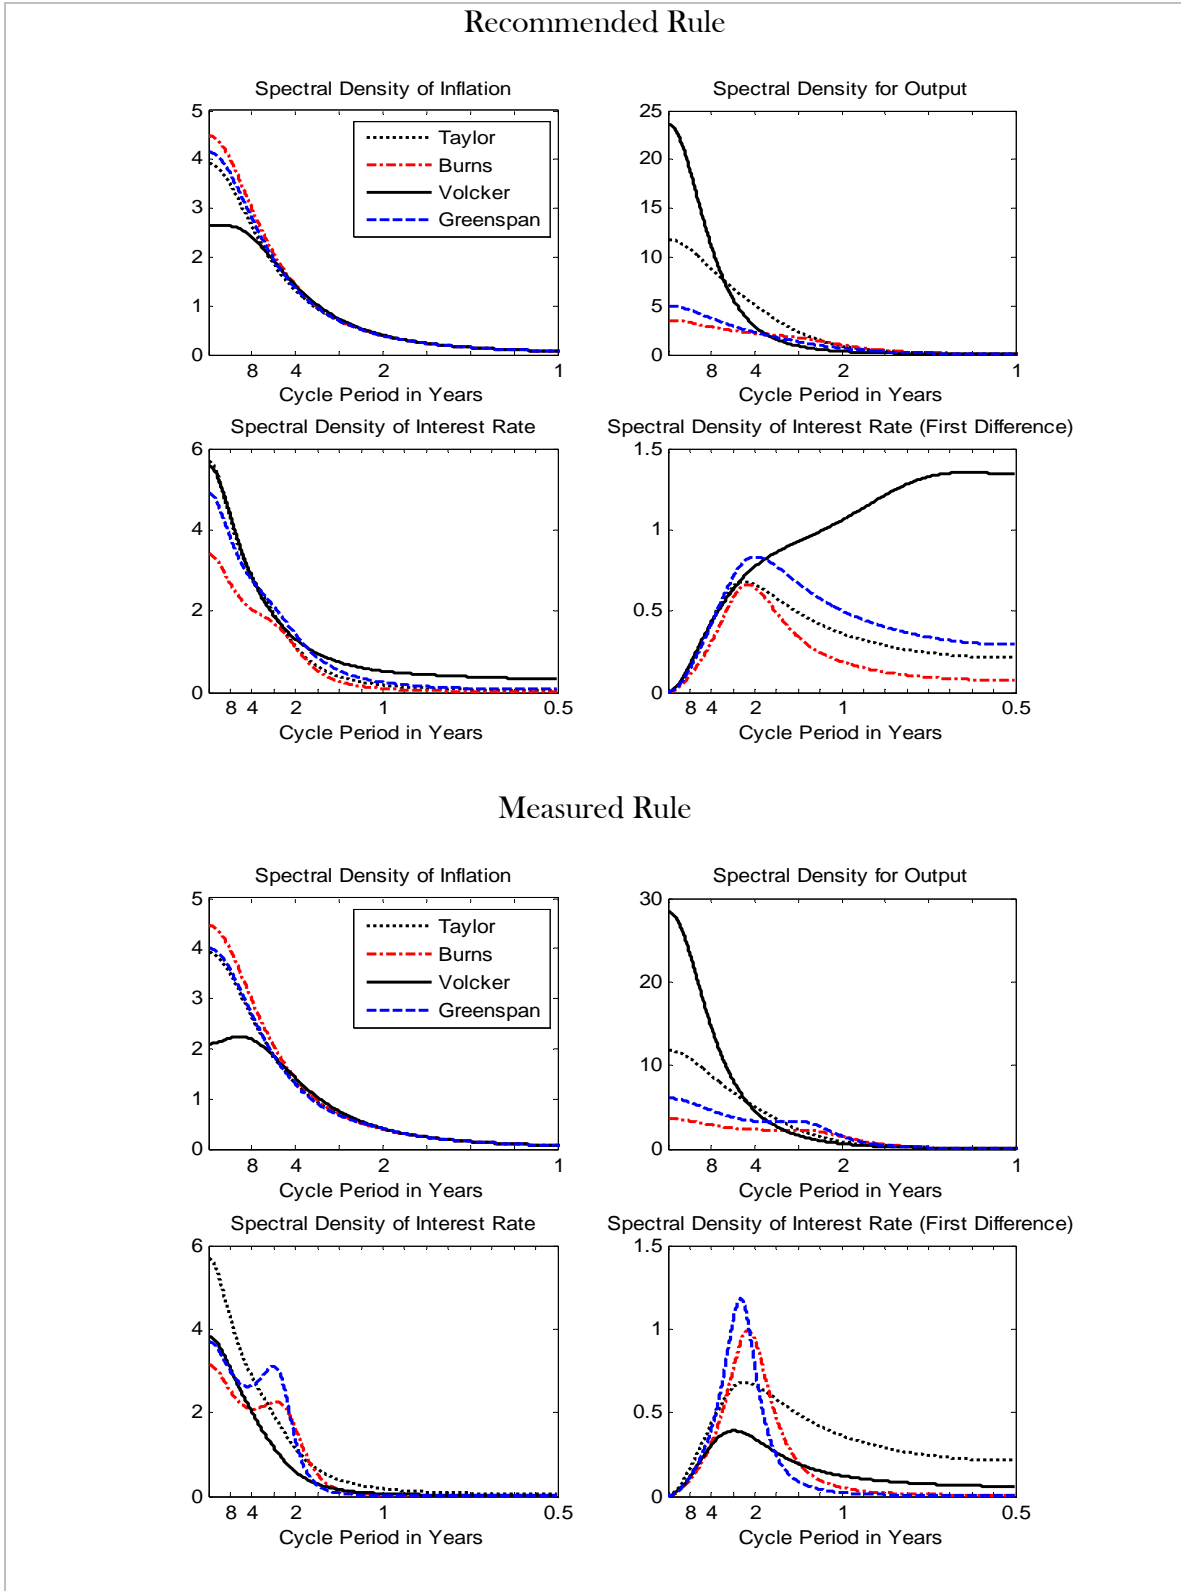 Recommended Rule
Spectral Density of Inflation
5
4
3
2
1
0
Taylor
Burns
Volcker
Greenspan
8 4 2 1
Cycle Period in Years
Spectral Density for Output
25
20
15
10
5
0
8 4 2 1
Cycle Period in Years
Spectral Density of Interest Rate
6
4
2
0
8 4 2 1 0.5
Cycle Period in Years
Spectral Density of Interest Rate (First Difference)
1.5
1
0.5
0
8 4 2 1 0.5
Cycle Period in Years
Measured Rule
Spectral Density of Inflation
5
4
3
2
1
0
Taylor
Burns
Volcker
Greenspan
8 4 2 1
Cycle Period in Years
Spectral Density for Output
30
20
10
0
8 4 2 1
Cycle Period in Years
Spectral Density of Interest Rate
6
4
2
0
8 4 2 1 0.5
Cycle Period in Years
Spectral Density of Interest Rate (First Difference)
1.5
1
0.5
0
8 4 2 1 0.5
Cycle Period in Years